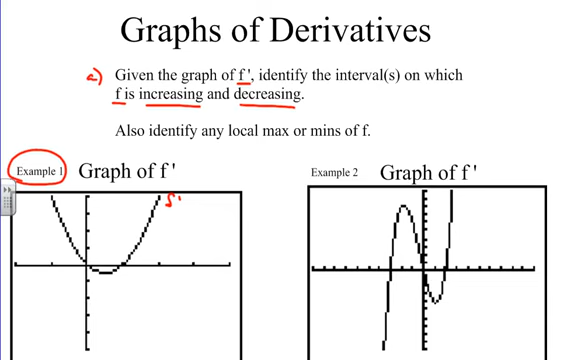 Graphs of Derivatives
a) Given the graph of f ', identify the interval(s) on which
f is increasing and decreasing.
Also identify any local max or mins of f.
Example 1 Graph of f '
Example 2 Graph of f '
f'